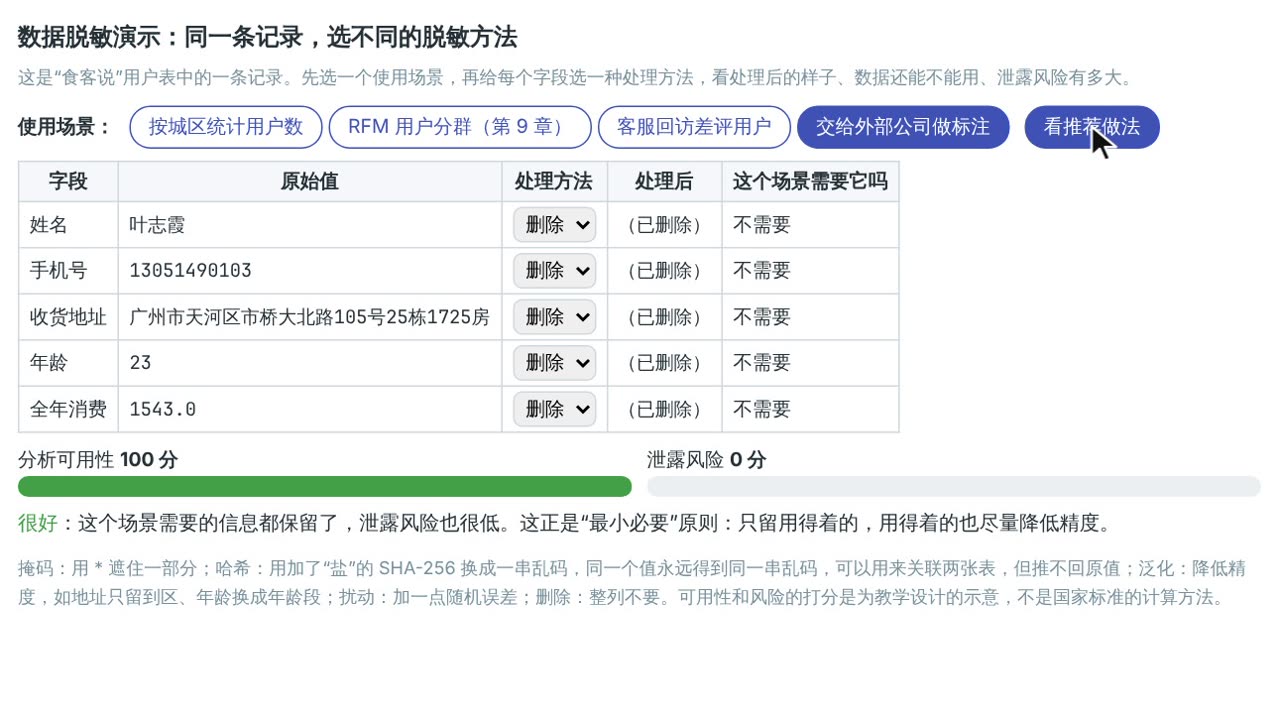 数据脱敏演示：同一条记录，选不同的脱敏方法
这是“食客说”用户表中的一条记录。先选一个使用场景，再给每个字段选一种处理方法，看处理后的样子、数据还能不能用、泄露风险有多大。
使用场景： 按城区统计用户数 RFM 用户分群（第 9 章） 客服回访差评用户 交给外部公司做标注 看推荐做法
字段 原始值 处理方法 处理后 这个场景需要它吗
姓名 叶志霞 删除 （已删除） 不需要
手机号 13051490103 删除 （已删除） 不需要
收货地址 广州市天河区市桥大北路105号25栋1725房 删除 （已删除） 不需要
年龄 23 删除 （已删除） 不需要
全年消费 1543.0 删除 （已删除） 不需要
分析可用性 100 分 泄露风险 0 分
很好：这个场景需要的信息都保留了，泄露风险也很低。这正是“最小必要”原则：只留用得着的，用得着的也尽量降低精度。
掩码：用 * 遮住一部分；哈希：用加了“盐”的 SHA-256 换成一串乱码，同一个值永远得到同一串乱码，可以用来关联两张表，但推不回原值；泛化：降低精
度，如地址只留到区、年龄换成年龄段；扰动：加一点随机误差；删除：整列不要。可用性和风险的打分是为教学设计的示意，不是国家标准的计算方法。